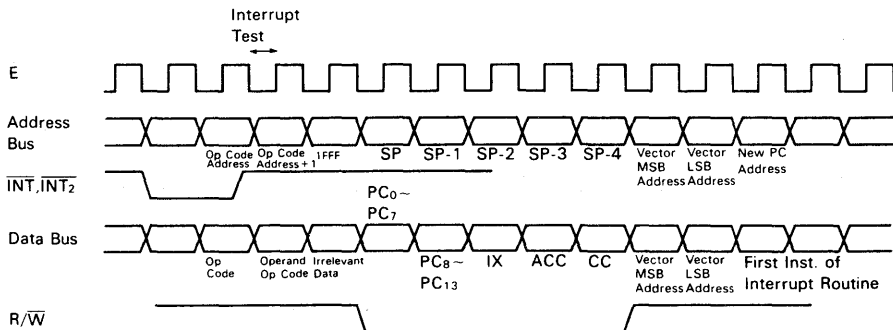 Interrupt
Test
E
Address
Bus
Op Code
Address
Op Code
Address + 1
1FFF
SP
SP-1
SP-2
SP-3
SP-4
Vector
MSB
Address
Vector
LSB
Address
New PC
Address
INT, INT₂
PC₀~
PC₇
Data Bus
Op
Code
Operand
Op Code
Irrelevant
Data
PC₈~
PC₁₃
IX
ACC
CC
Vector
MSB
Address
Vector
LSB
Address
First Inst. of
Interrupt Routine
R/W